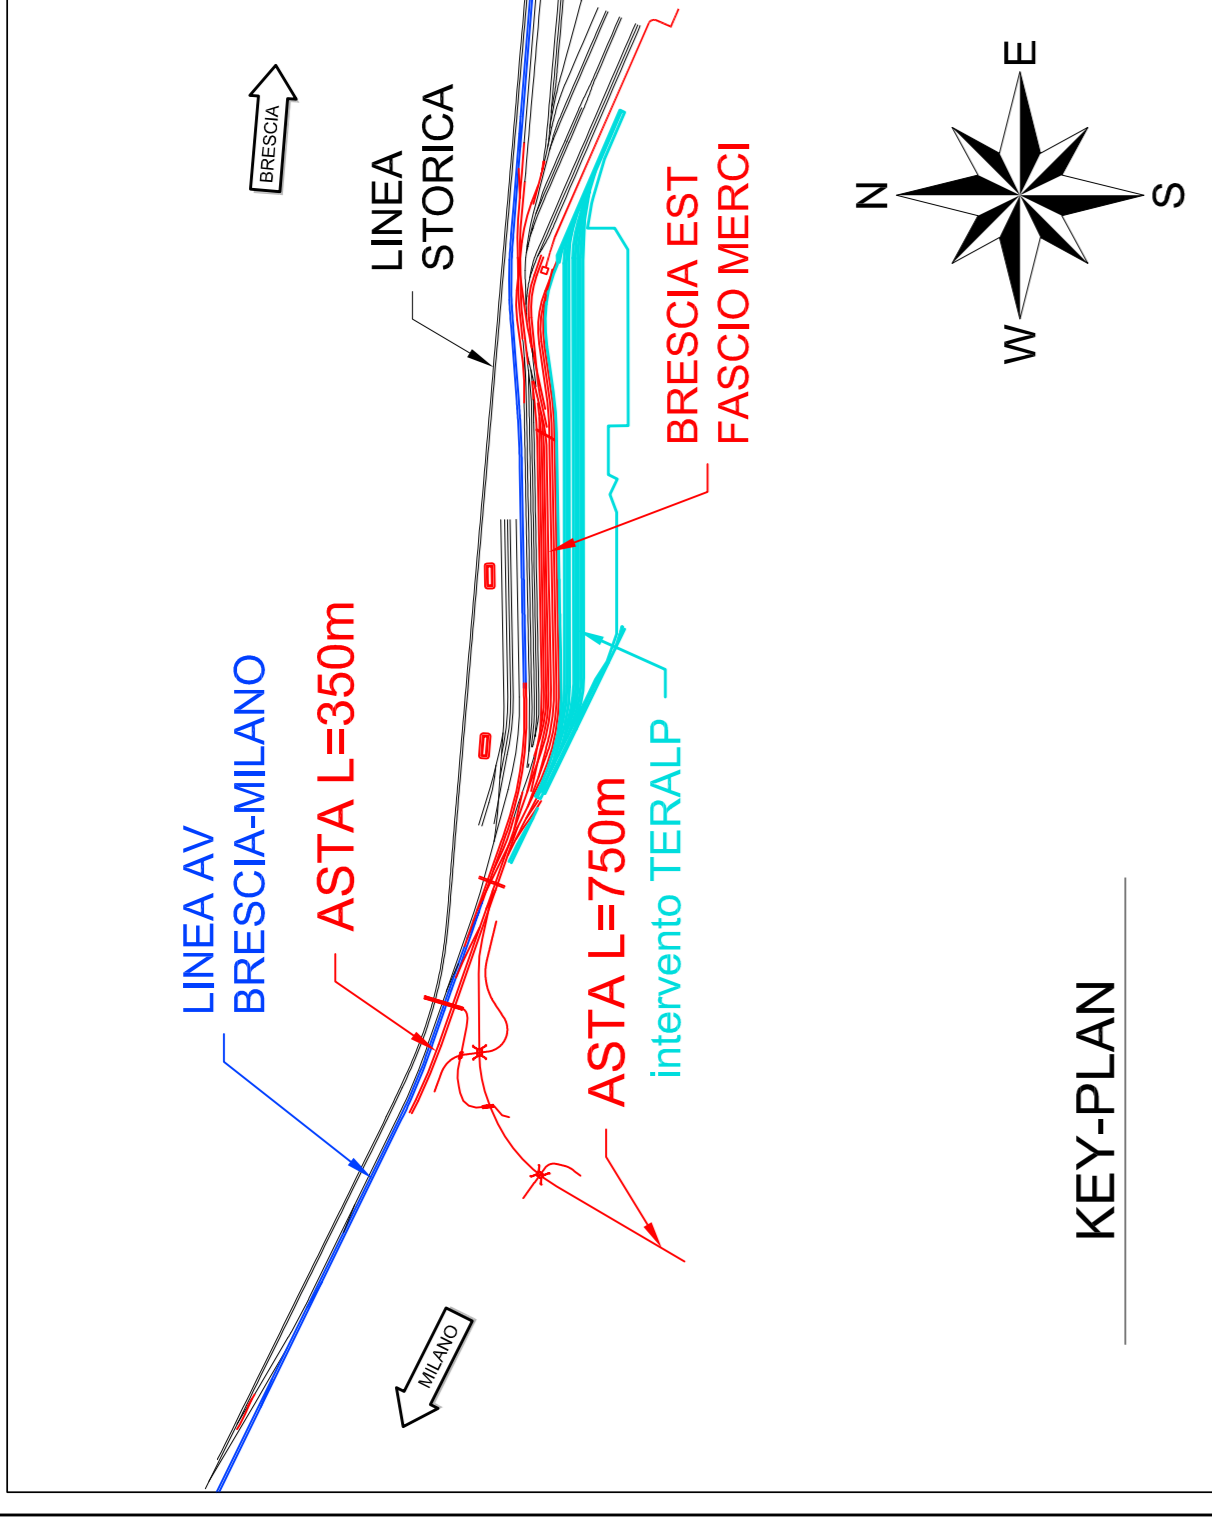 LINEA AV
BRESCIA-MILANO
ASTA L=350m
LINEA
STORICA
BRESCIA
MILANO
ASTA L=750m
intervento TERALP
BRESCIA EST
FASCIO MERCI
N
E
S
W
KEY-PLAN